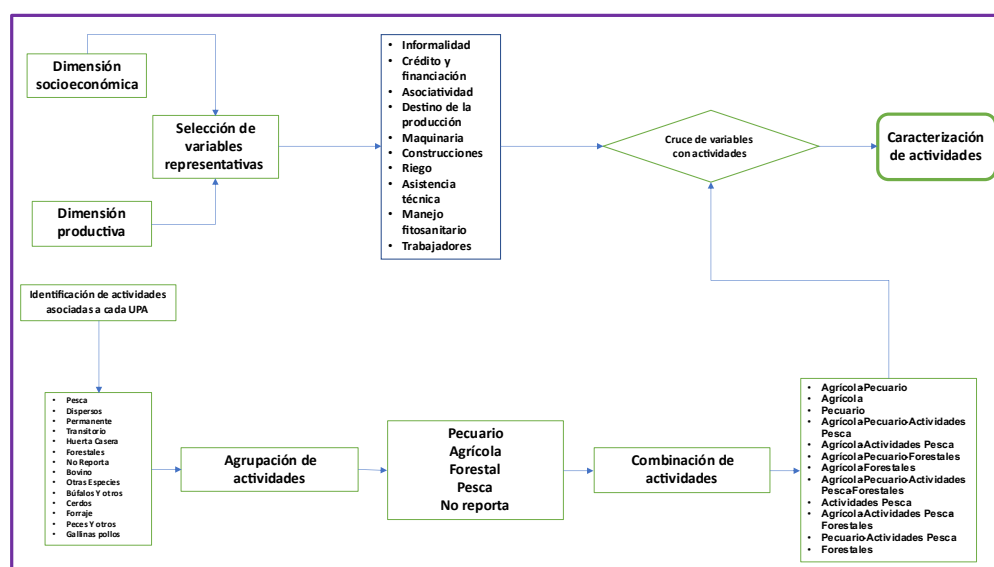 Dimensión
socioeconómica
Selección de
variables
representativas
Dimensión
productiva
• Informalidad
• Crédito y
financiación
• Asociatividad
• Destino de la
producción
• Maquinaria
• Construcciones
• Riego
• Asistencia
técnica
• Manejo
fitosanitario
• Trabajadores
Cruce de variables
con actividades
Caracterización
de actividades
Identificación de actividades
asociadas a cada UPA
• Pesca
• Dispersos
• Permanente
• Transitorio
• Huerta Casera
• Forestales
• No Reporta
• Bovino
• Otras Especies
• Búfalos Y otros
• Cerdos
• Forraje
• Peces Y otros
• Gallinas pollos
Agrupación de
actividades
Pecuario
Agrícola
Forestal
Pesca
No reporta
Combinación de
actividades
• AgrícolaPecuario
• Agrícola
• Pecuario
• AgrícolaPecuario-Actividades
Pesca
• AgrícolaActividades Pesca
• AgrícolaPecuario-Forestales
• AgrícolaForestales
• AgrícolaPecuario-Actividades
Pesca-Forestales
• Actividades Pesca
• AgrícolaActividades Pesca
Forestales
• Pecuario-Actividades Pesca
• Forestales